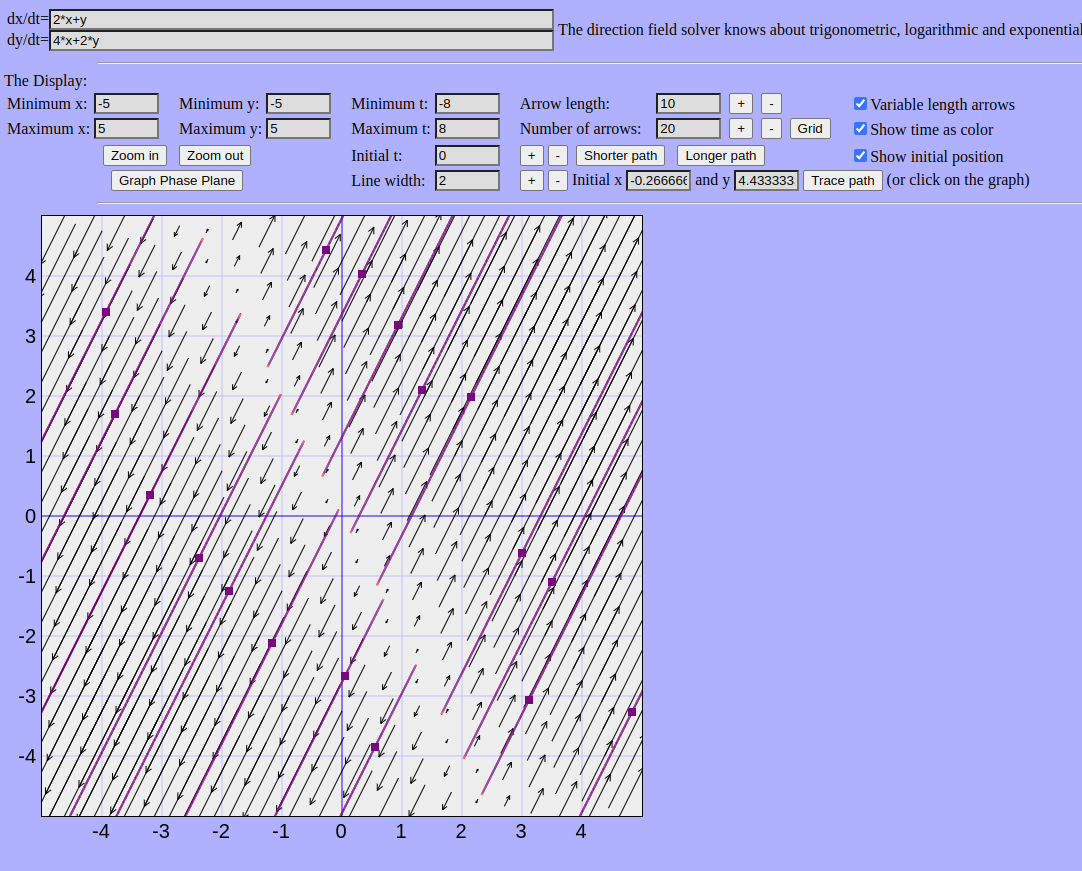 dx/dt= 2*x+y
The direction field solver knows about trigonometric, logarithmic and exponential
dy/dt= 4*x+2*y
The Display:
Minimum x: -5 Minimum y: -5 Minimum t: -8 Arrow length: 10 + - Variable length arrows
Maximum x: 5 Maximum y: 5 Maximum t: 8 Number of arrows: 20 + - Grid Show time as color
Zoom in Zoom out Initial t: 0 + - Shorter path Longer path Show initial position
Graph Phase Plane Line width: 2 + - Initial x -0.266666 and y 4.433333 Trace path (or click on the graph)
4
3
2
1
0
-1
-2
-3
-4
-4 -3 -2 -1 0 1 2 3 4